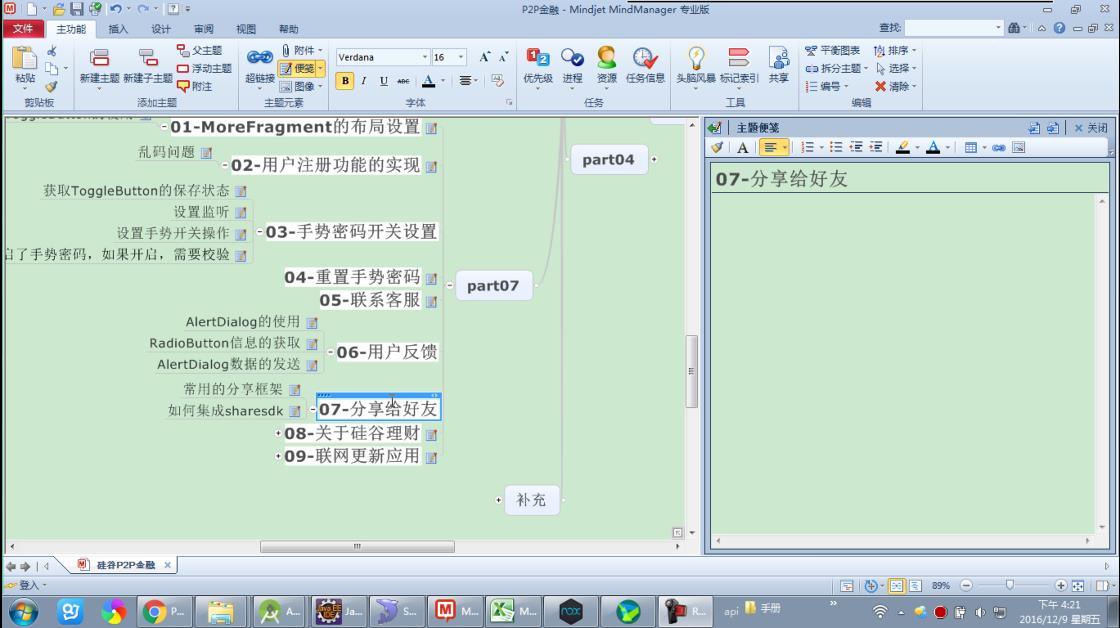 P2P金融 - Mindjet MindManager 专业版
文件 主功能 插入 设计 审阅 视图 帮助 查找:
粘贴 新建主题 新建子主题 父主题 浮动主题 附注 超链接 附件 便笺 图像
Verdana 16
B I U ABC A
优先级 进程 资源 任务信息 头脑风暴 标记索引 共享 平衡图表 拆分主题 编号 排序 选择 清除
剪贴板 添加主题 主题元素 字体 任务 工具 编辑
01-MoreFragment的布局设置
乱码问题
02-用户注册功能的实现
获取ToggleButton的保存状态
设置监听
设置手势开关操作
启了手势密码，如果开启，需要校验
03-手势密码开关设置
04-重置手势密码
05-联系客服
AlertDialog的使用
RadioButton信息的获取
AlertDialog数据的发送
06-用户反馈
常用的分享框架
如何集成sharesdk
07-分享给好友
08-关于硅谷理财
09-联网更新应用
part04
part07
补充
主题便笺 关闭
07-分享给好友
硅谷P2P金融
登入 89%
P... A... Ja... S... M... M... R... api 手册
下午 4:21
2016/12/9 星期五